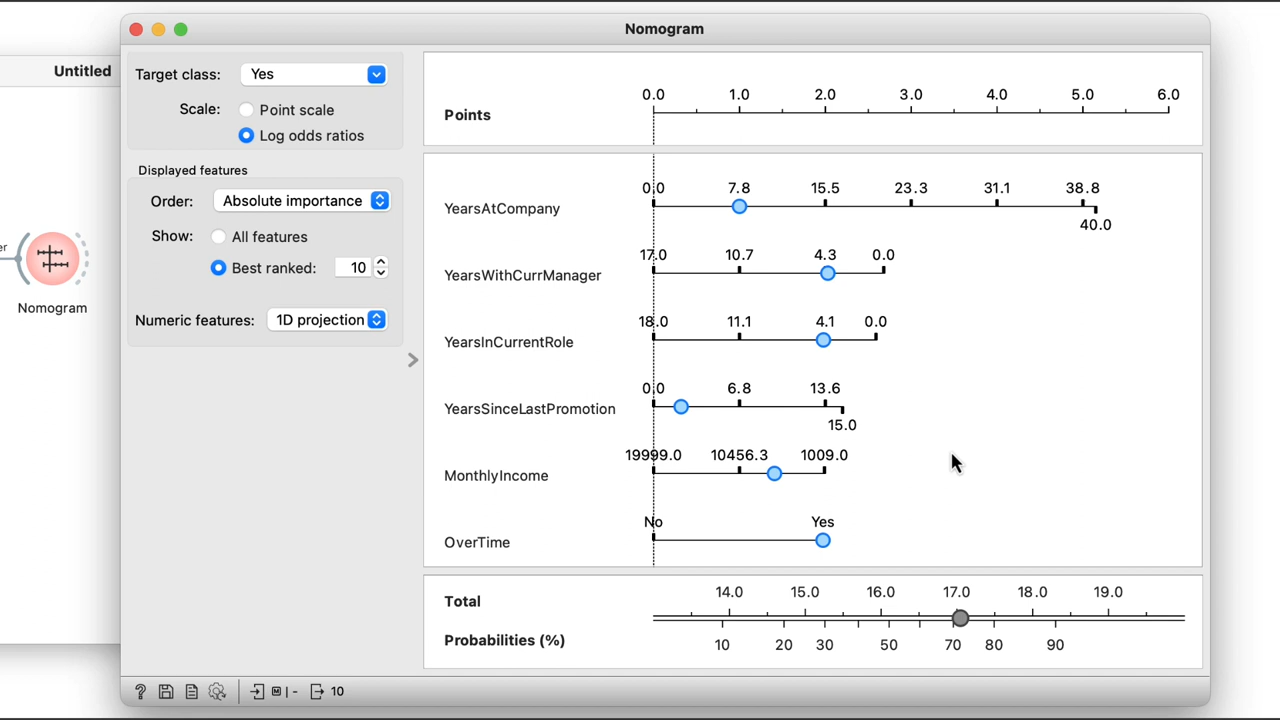 Nomogram
Untitled
Target class: Yes
Scale: Point scale
Log odds ratios
Displayed features
Order: Absolute importance
Show: All features
Best ranked: 10
Numeric features: 1D projection
er
Nomogram
0.0 1.0 2.0 3.0 4.0 5.0 6.0
Points
0.0 7.8 15.5 23.3 31.1 38.8
YearsAtCompany
40.0
17.0 10.7 4.3 0.0
YearsWithCurrManager
18.0 11.1 4.1 0.0
YearsInCurrentRole
0.0 6.8 13.6
YearsSinceLastPromotion
15.0
19999.0 10456.3 1009.0
MonthlyIncome
No Yes
OverTime
14.0 15.0 16.0 17.0 18.0 19.0
Total
Probabilities (%)
10 20 30 50 70 80 90
? M | - 10